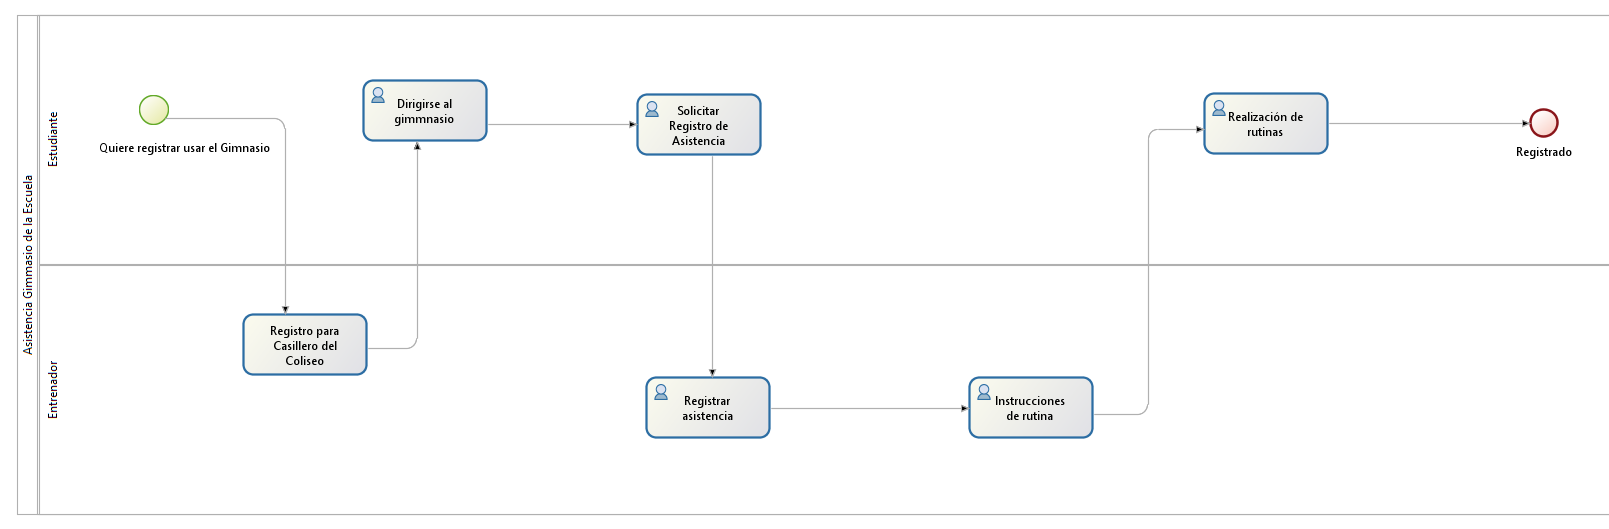 Asistencia Gimmasio de la Escuela
Estudiante
Quiere registrar usar el Gimnasio
Dirigirse al
gimmnasio
Solicitar
Registro de
Asistencia
Realización de
rutinas
Registrado
Entrenador
Registro para
Casillero del
Coliseo
Registrar
asistencia
Instrucciones
de rutina